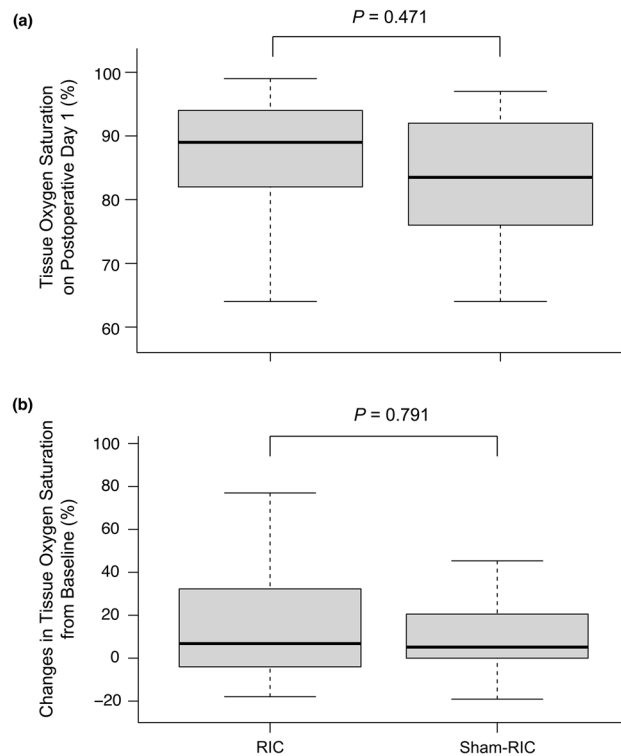 (a)
P = 0.471
Tissue Oxygen Saturation
on Postoperative Day 1 (%)
100
90
80
70
60
(b)
P = 0.791
Changes in Tissue Oxygen Saturation
from Baseline (%)
100
80
60
40
20
0
−20
RIC
Sham-RIC